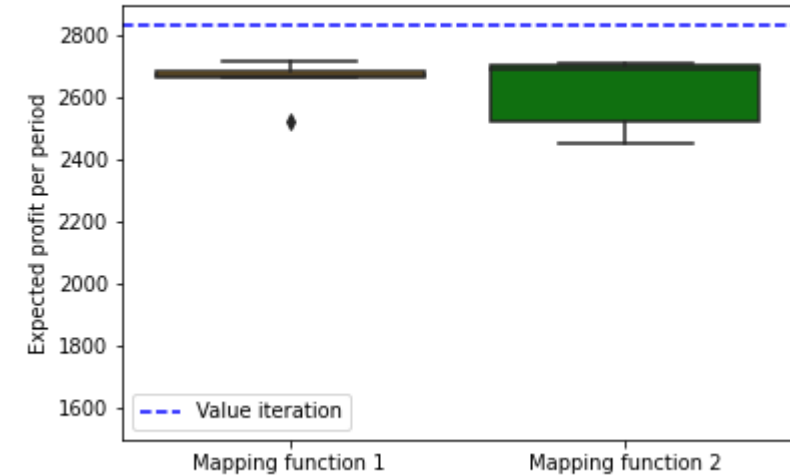 Expected profit per period
2800
2600
2400
2200
2000
1800
1600
Value iteration
Mapping function 1
Mapping function 2